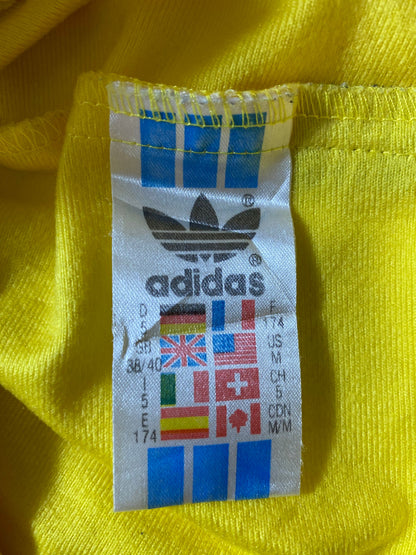 ®
adidas ®
D F
5 174
GB US
38/40 M
I CH
5 5
E CDN
174 M/M